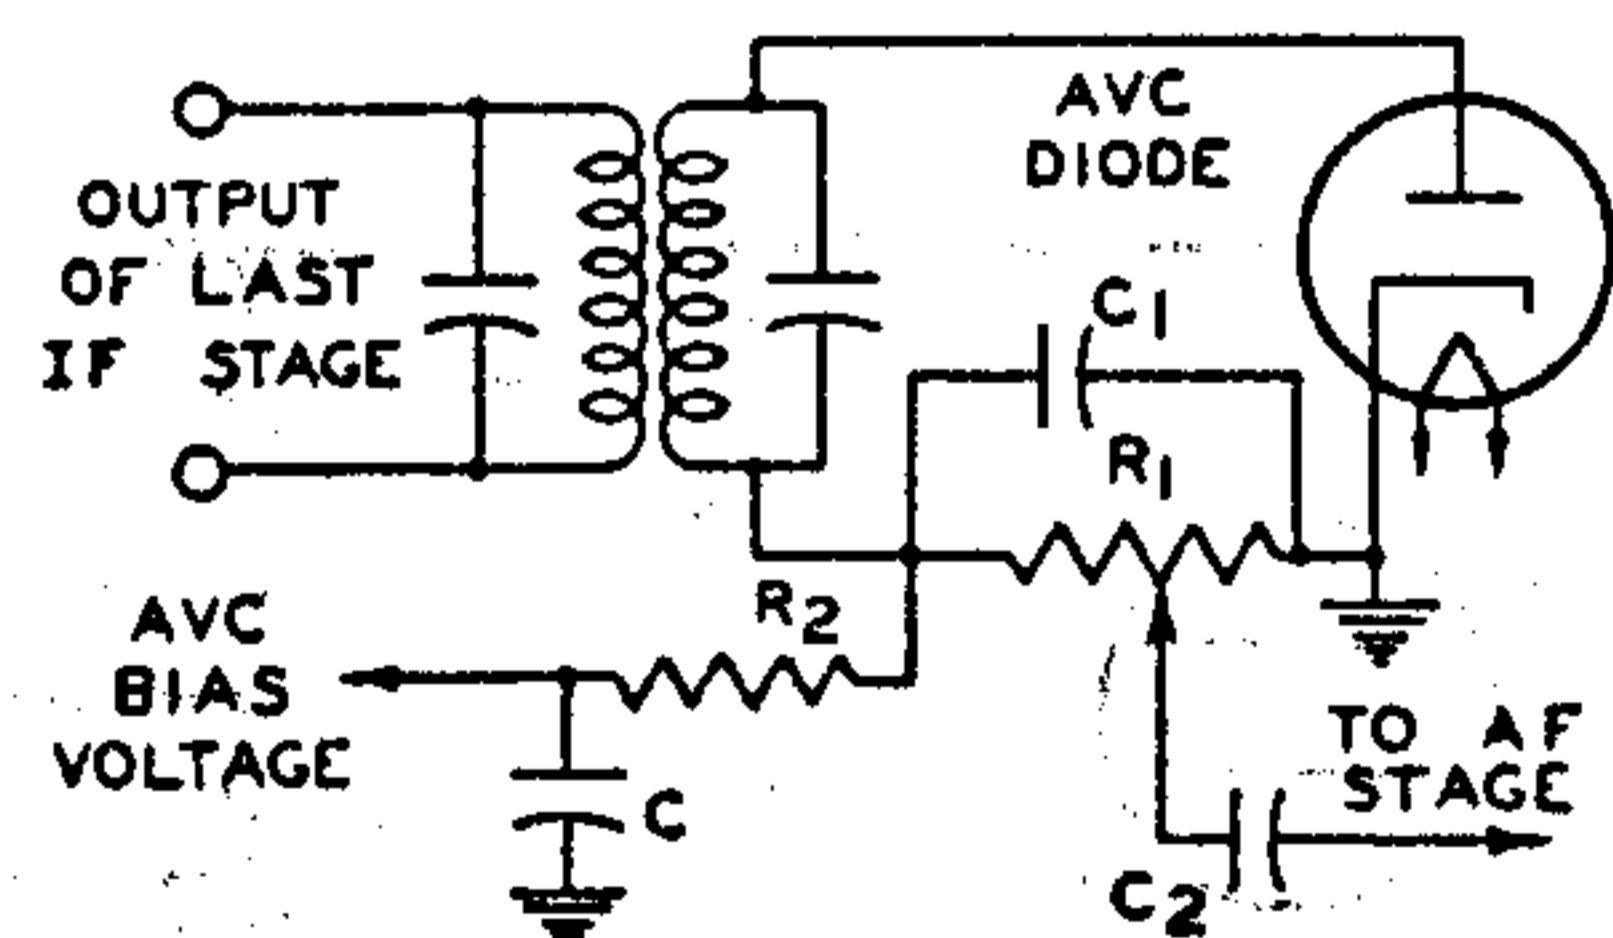 AVC
DIODE
OUTPUT
OF LAST
IF STAGE
C1
R1
R2
AVC
BIAS
VOLTAGE
C
TO AF
STAGE
C2